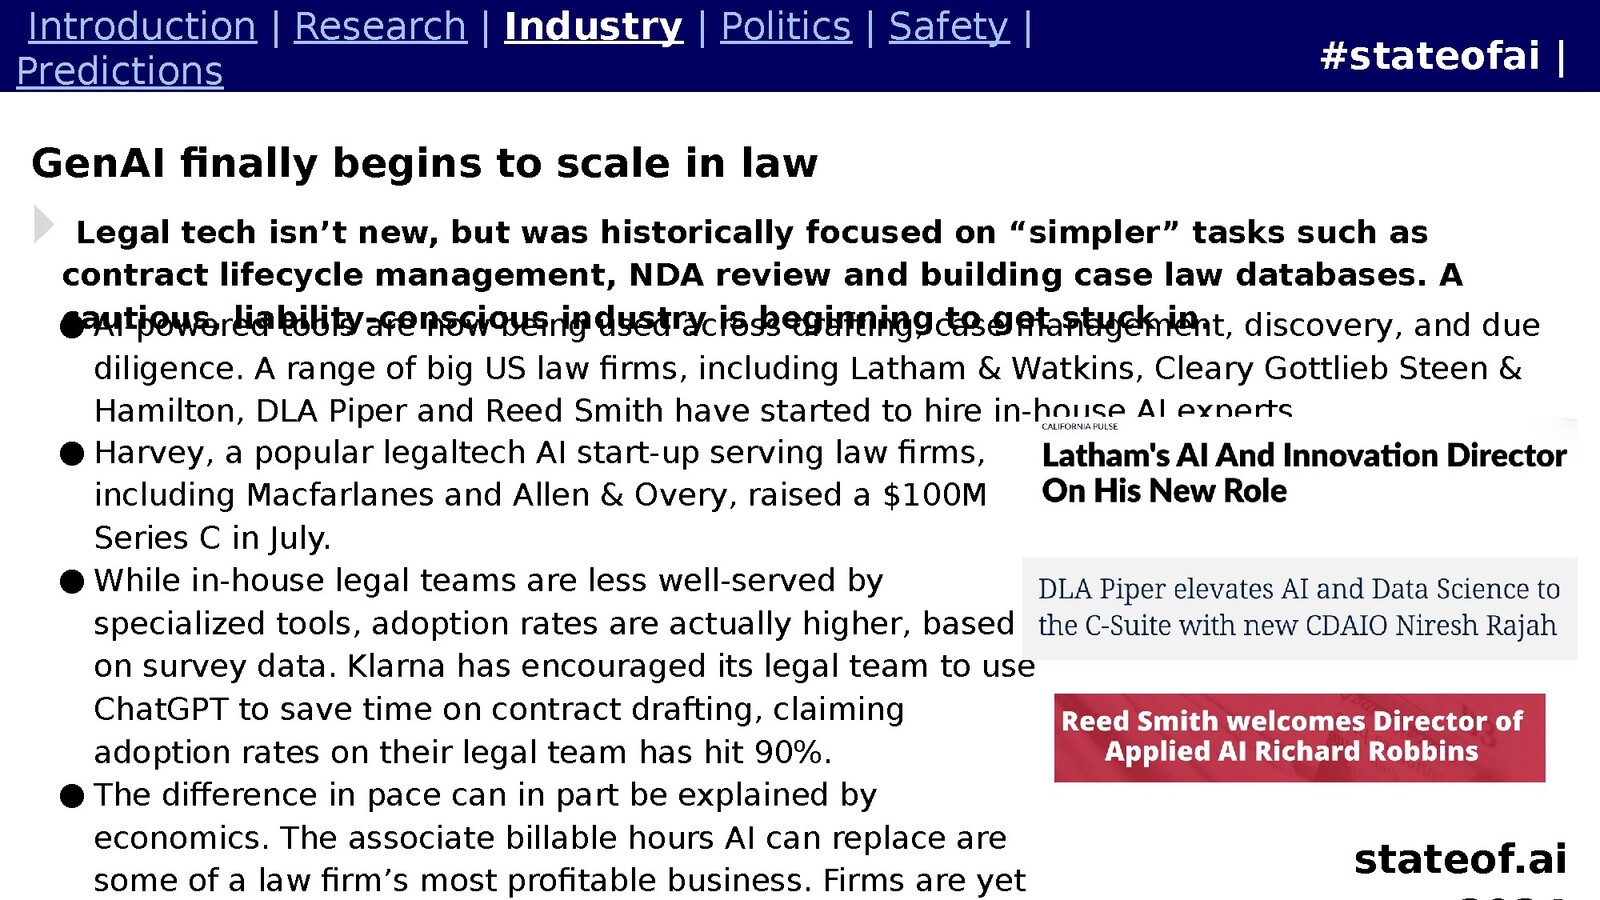 Introduction | Research | Industry | Politics | Safety |
Predictions
#stateofai |
GenAI finally begins to scale in law
Legal tech isn’t new, but was historically focused on “simpler” tasks such as
contract lifecycle management, NDA review and building case law databases. A
cautious, liability-conscious industry is beginning to get stuck in.
● AI-powered tools are now being used across drafting, case management, discovery, and due
diligence. A range of big US law firms, including Latham & Watkins, Cleary Gottlieb Steen &
Hamilton, DLA Piper and Reed Smith have started to hire in-house AI experts
● Harvey, a popular legaltech AI start-up serving law firms,
including Macfarlanes and Allen & Overy, raised a $100M
Series C in July.
● While in-house legal teams are less well-served by
specialized tools, adoption rates are actually higher, based
on survey data. Klarna has encouraged its legal team to use
ChatGPT to save time on contract drafting, claiming
adoption rates on their legal team has hit 90%.
● The difference in pace can in part be explained by
economics. The associate billable hours AI can replace are
some of a law firm’s most profitable business. Firms are yet
CALIFORNIA PULSE
Latham's AI And Innovation Director
On His New Role
DLA Piper elevates AI and Data Science to
the C-Suite with new CDAIO Niresh Rajah
Reed Smith welcomes Director of
Applied AI Richard Robbins
stateof.ai